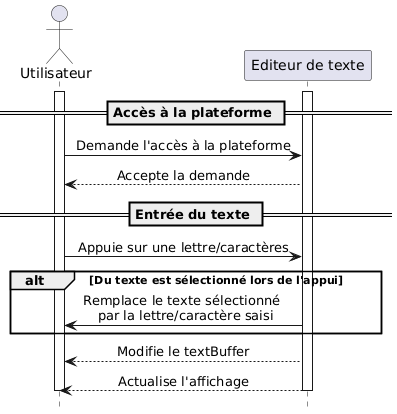 Utilisateur
Editeur de texte
Accès à la plateforme
Demande l'accès à la plateforme
Accepte la demande
Entrée du texte
Appuie sur une lettre/caractères
alt [Du texte est sélectionné lors de l'appui]
Remplace le texte sélectionné
par la lettre/caractère saisi
Modifie le textBuffer
Actualise l'affichage